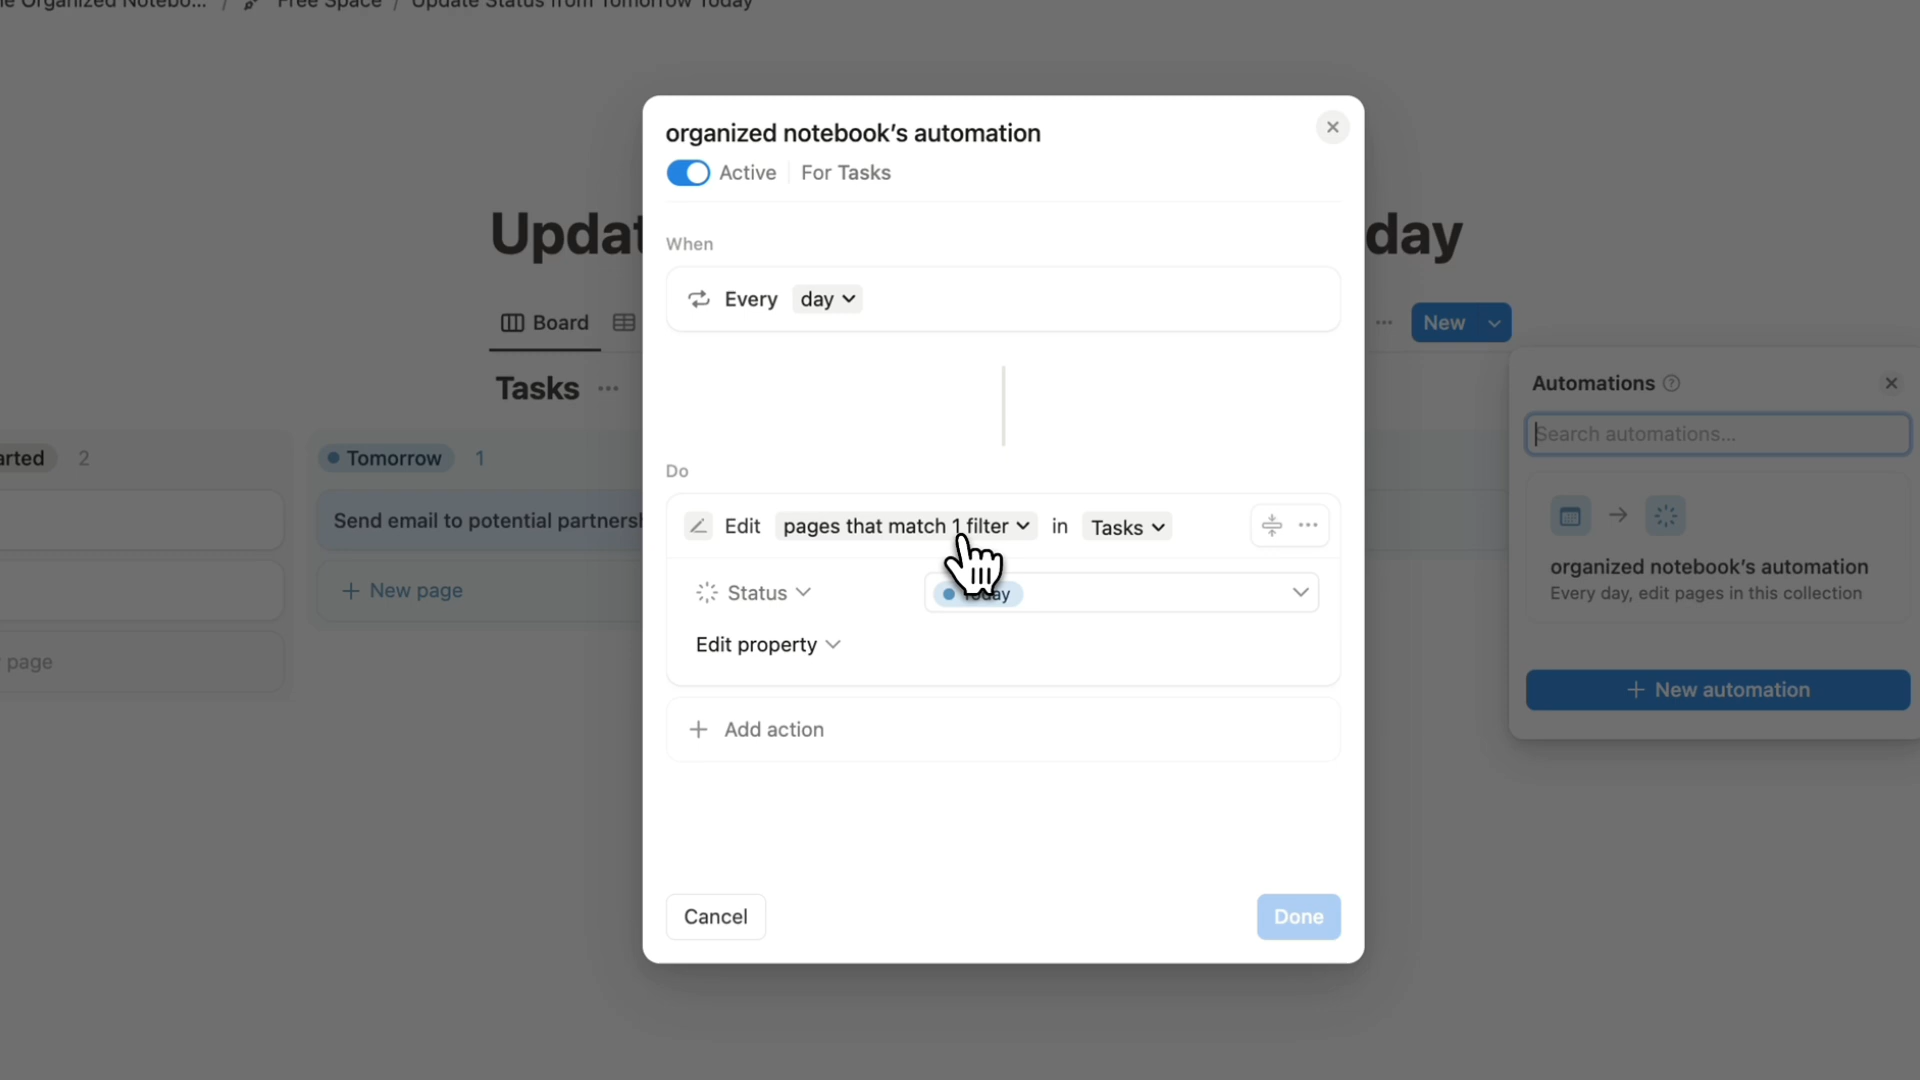 Free Space / Update Status from Tomorrow Today
organized notebook's automation
Active For Tasks
Updat
day
When
Every day
Board
New
Tasks
Automations
Search automations...
arted 2
Tomorrow 1
Do
Send email to potential partnersh
Edit pages that match 1 filter in Tasks
organized notebook's automation
Every day, edit pages in this collection
New page
Status
Today
Edit property
page
New automation
Add action
Cancel
Done